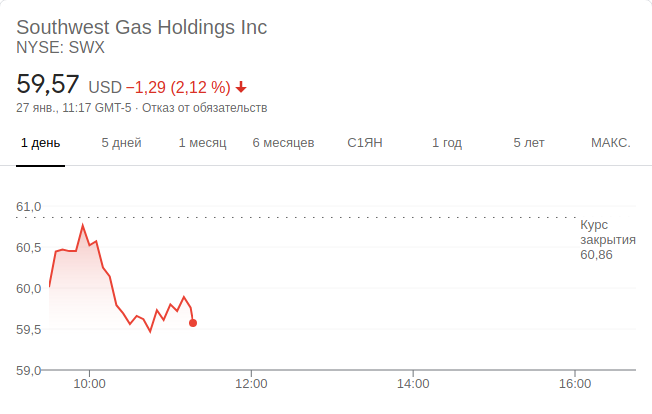 Southwest Gas Holdings Inc
NYSE: SWX
59,57 USD −1,29 (2,12 %)
27 янв., 11:17 GMT-5 · Отказ от обязательств
1 день 5 дней 1 месяц 6 месяцев С1ЯН 1 год 5 лет МАКС.
61,0
Курс
закрытия
60,86
60,5
60,0
59,5
59,0
10:00 12:00 14:00 16:00